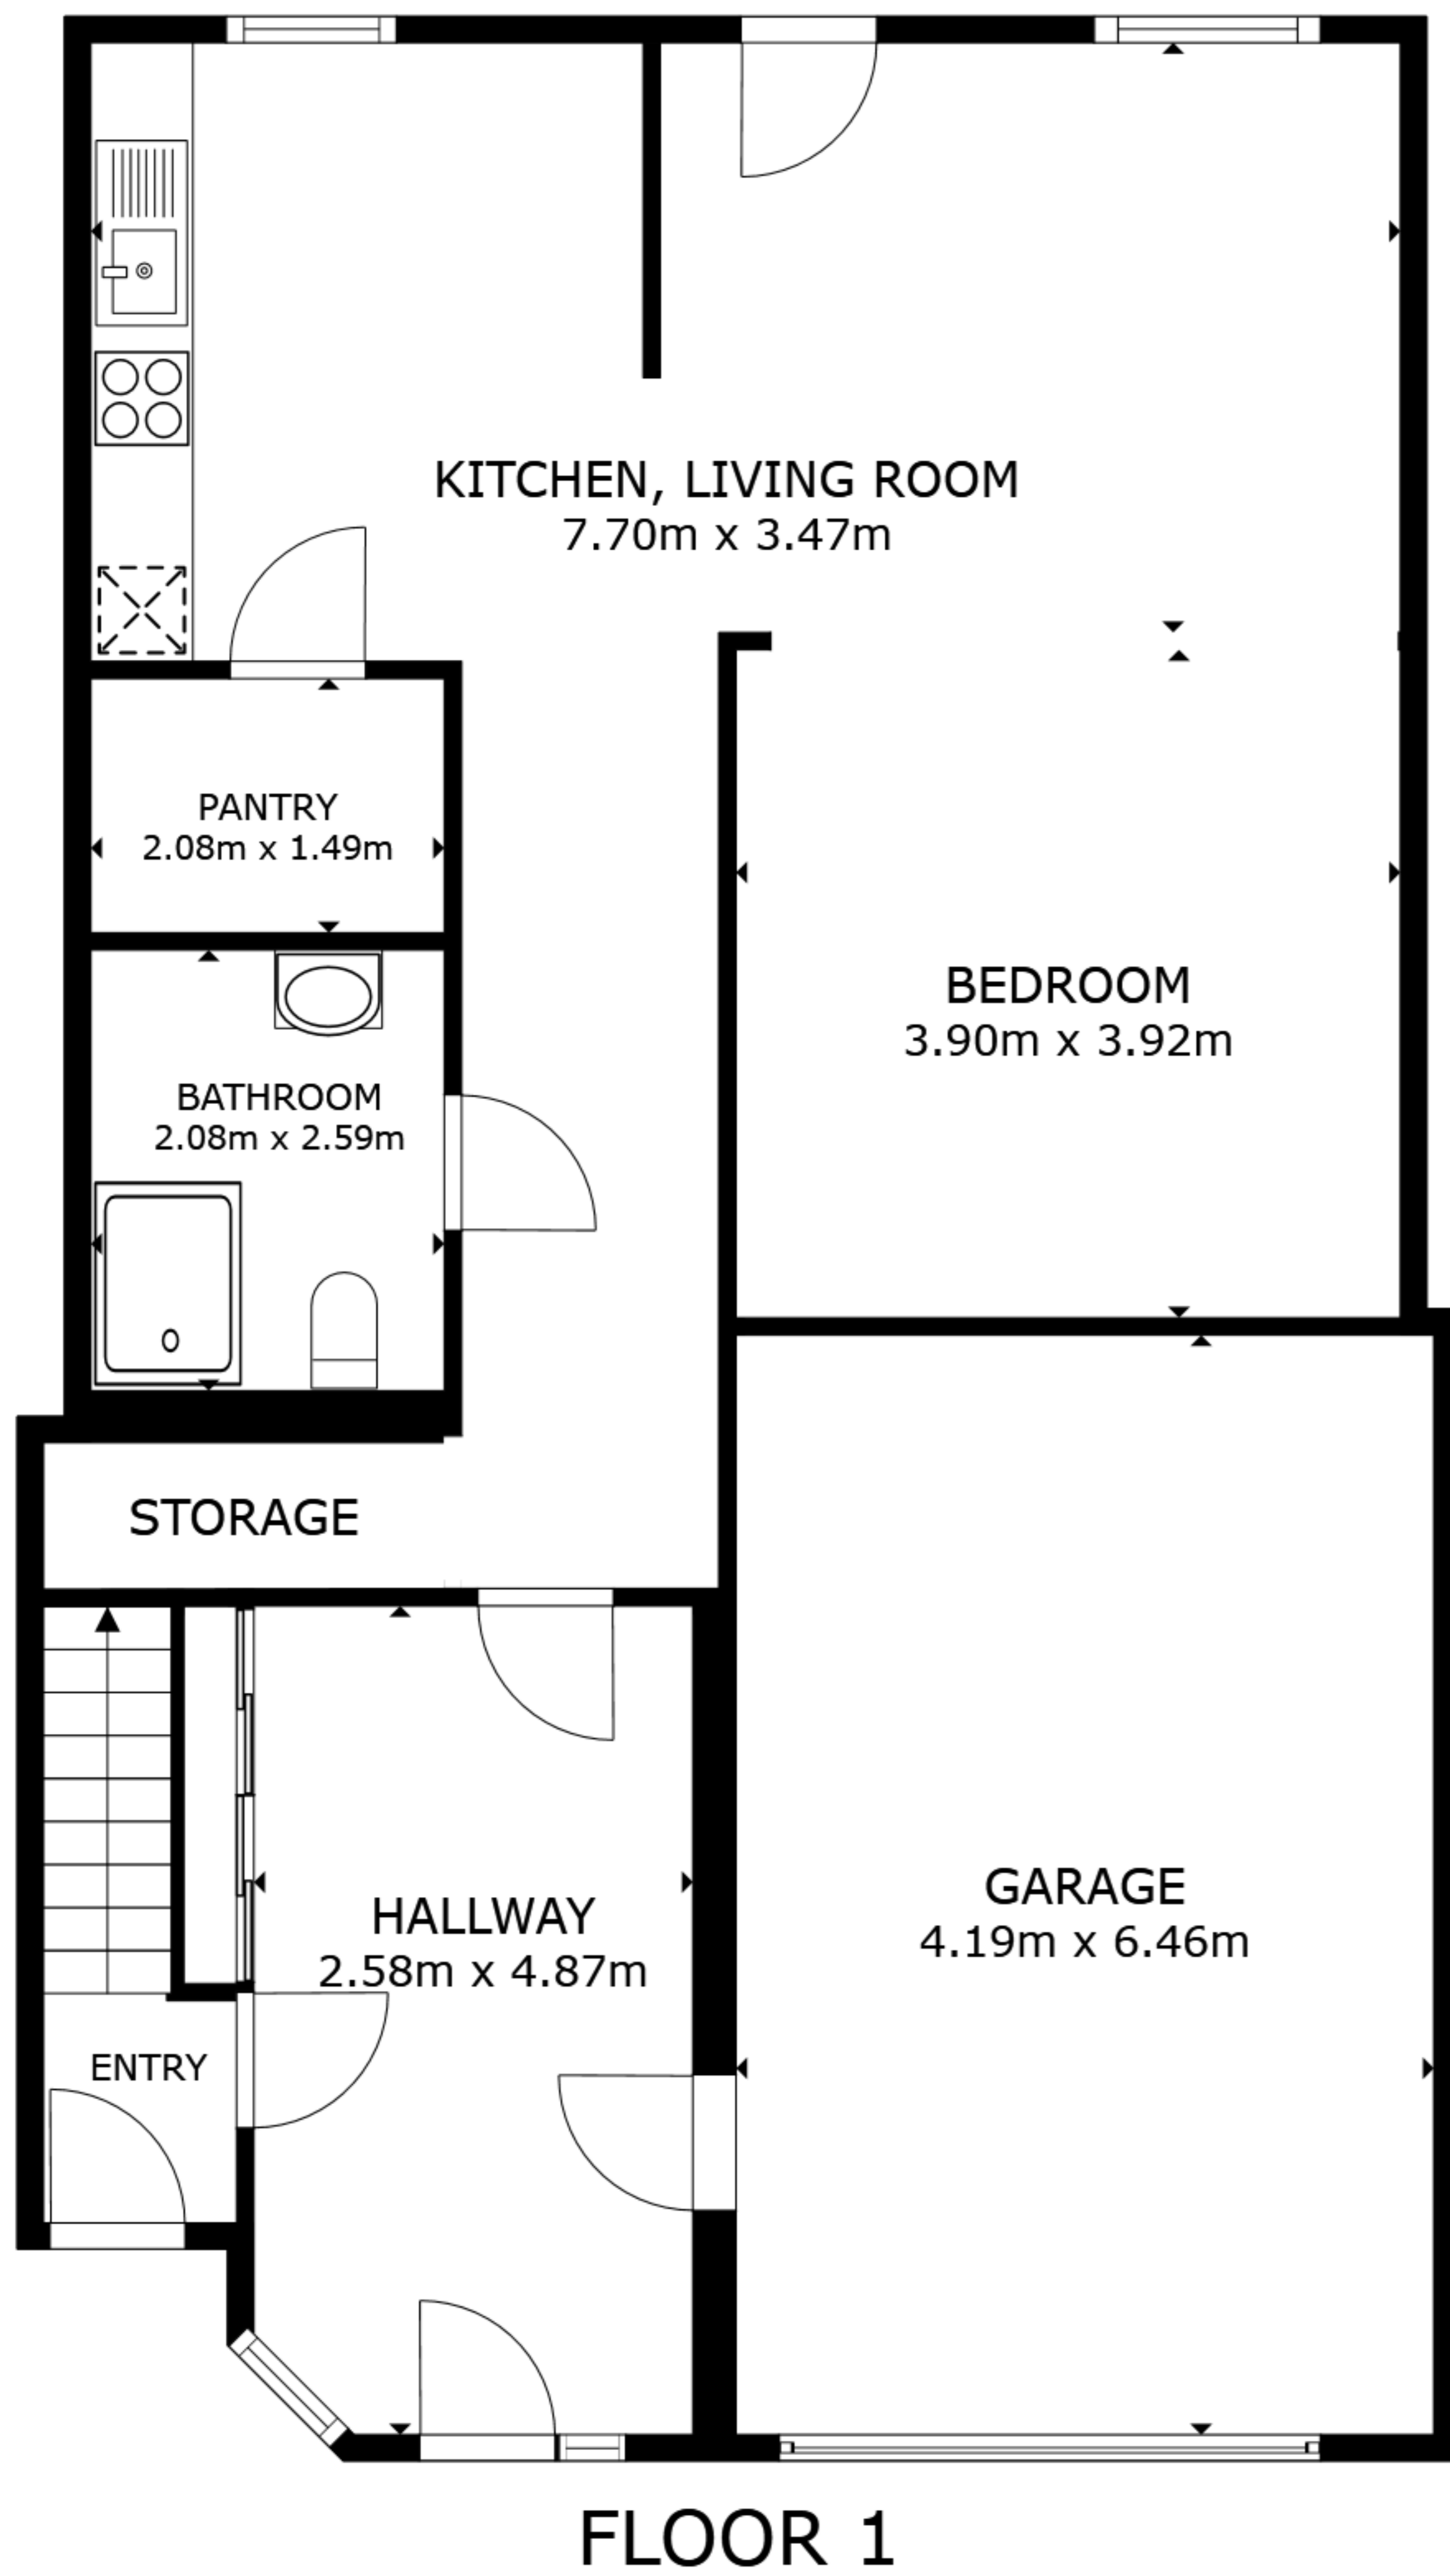 KITCHEN, LIVING ROOM
7.70m x 3.47m
PANTRY
2.08m x 1.49m
BEDROOM
3.90m x 3.92m
BATHROOM
2.08m x 2.59m
STORAGE
GARAGE
4.19m x 6.46m
HALLWAY
2.58m x 4.87m
ENTRY
FLOOR 1